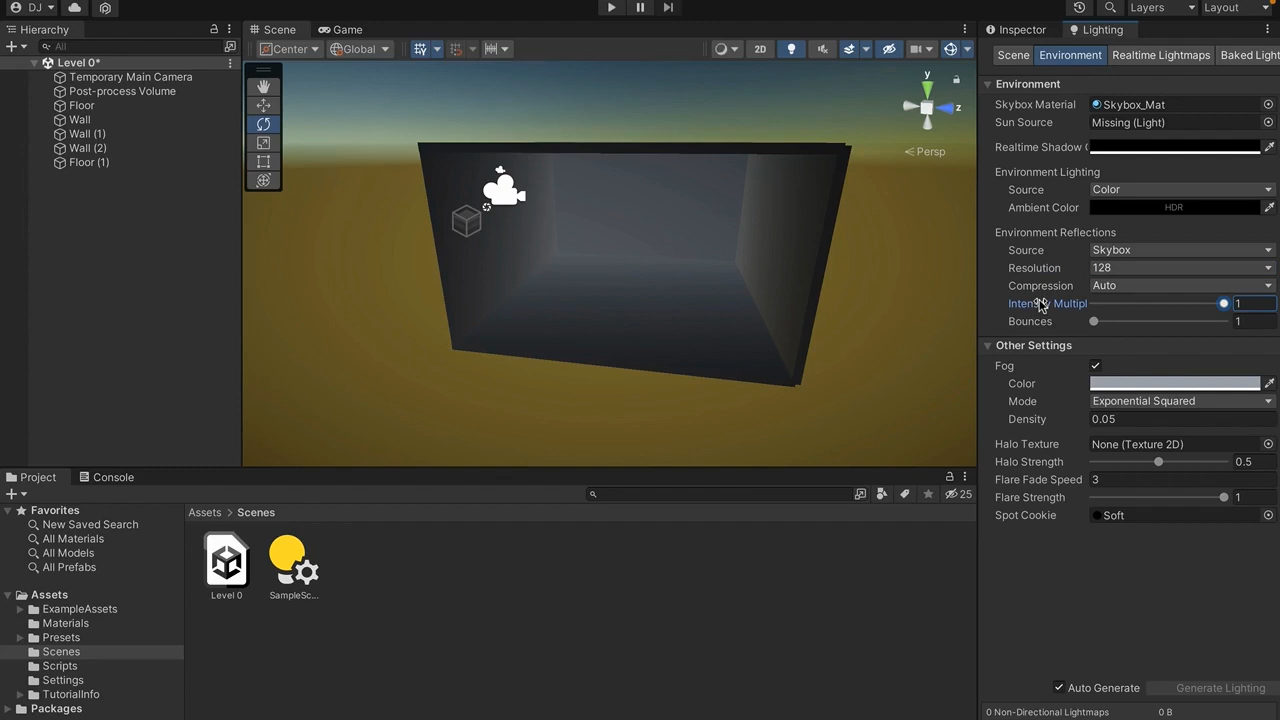 DJ
Layers
Layout
Hierarchy
Scene
Game
Inspector
Lighting
All
Center
Global
2D
Scene
Environment
Realtime Lightmaps
Baked Light
Level 0*
Temporary Main Camera
Post-process Volume
Floor
Wall
Wall (1)
Wall (2)
Floor (1)
y
z
Persp
Environment
Skybox Material
Skybox_Mat
Sun Source
Missing (Light)
Realtime Shadow C
Environment Lighting
Source
Color
Ambient Color
HDR
Environment Reflections
Source
Skybox
Resolution
128
Compression
Auto
Intensity Multipl
1
Bounces
1
Other Settings
Fog
Color
Mode
Exponential Squared
Density
0.05
Halo Texture
None (Texture 2D)
Halo Strength
0.5
Flare Fade Speed
3
Flare Strength
1
Spot Cookie
Soft
Project
Console
25
Favorites
New Saved Search
All Materials
All Models
All Prefabs
Assets
ExampleAssets
Materials
Presets
Scenes
Scripts
Settings
TutorialInfo
Packages
Assets > Scenes
Level 0
SampleSc...
Auto Generate
Generate Lighting
0 Non-Directional Lightmaps
0 B